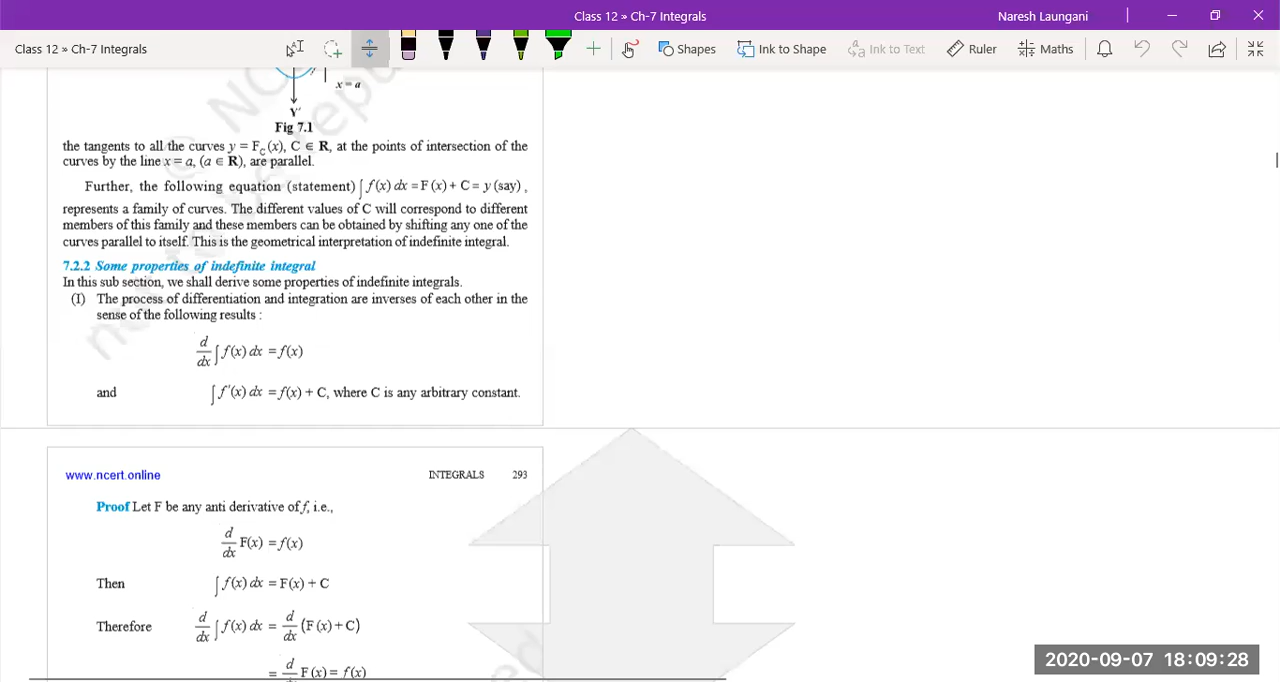 Class 12 » Ch-7 Integrals
Naresh Laungani
Class 12 » Ch-7 Integrals
Shapes
Ink to Shape
Ink to Text
Ruler
Maths
x = a
Y'
Fig 7.1
the tangents to all the curves y = F_C(x), C ∈ R, at the points of intersection of the
curves by the line x = a, (a ∈ R), are parallel.
Further, the following equation (statement) ∫ f(x) dx = F(x) + C = y (say) ,
represents a family of curves. The different values of C will correspond to different
members of this family and these members can be obtained by shifting any one of the
curves parallel to itself. This is the geometrical interpretation of indefinite integral.
7.2.2 Some properties of indefinite integral
In this sub section, we shall derive some properties of indefinite integrals.
(I) The process of differentiation and integration are inverses of each other in the
sense of the following results :
d/dx ∫ f(x) dx = f(x)
and ∫ f'(x) dx = f(x) + C, where C is any arbitrary constant.
www.ncert.online INTEGRALS 293
Proof Let F be any anti derivative of f, i.e.,
d/dx F(x) = f(x)
Then ∫ f(x) dx = F(x) + C
Therefore d/dx ∫ f(x) dx = d/dx (F(x) + C)
= d/dx F(x) = f(x)
2020-09-07 18:09:28